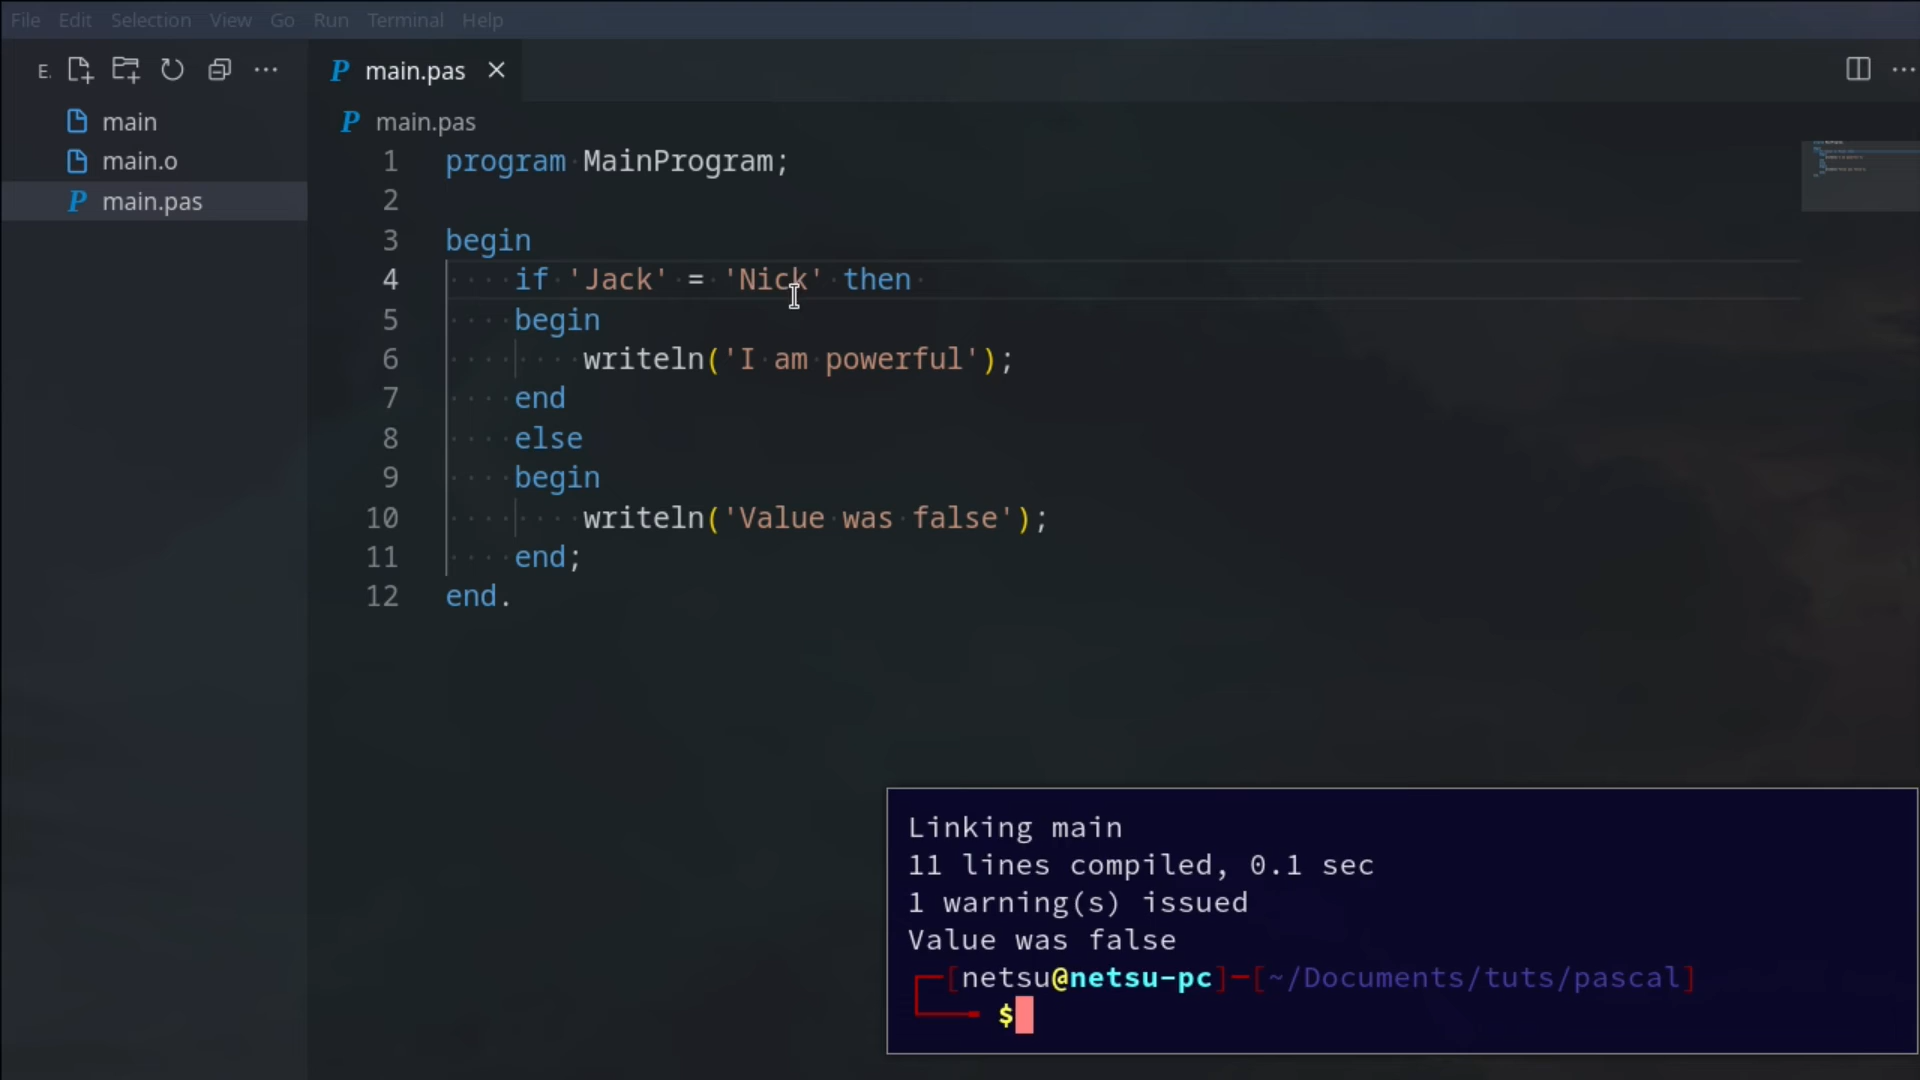 File Edit Selection View Go Run Terminal Help
E. main.pas
main
main.o
main.pas
main.pas
1 program MainProgram;
2
3 begin
4 if 'Jack' = 'Nick' then
5 begin
6 writeln('I am powerful');
7 end
8 else
9 begin
10 writeln('Value was false');
11 end;
12 end.
Linking main
11 lines compiled, 0.1 sec
1 warning(s) issued
Value was false
[netsu@netsu-pc]-[~/Documents/tuts/pascal]
$